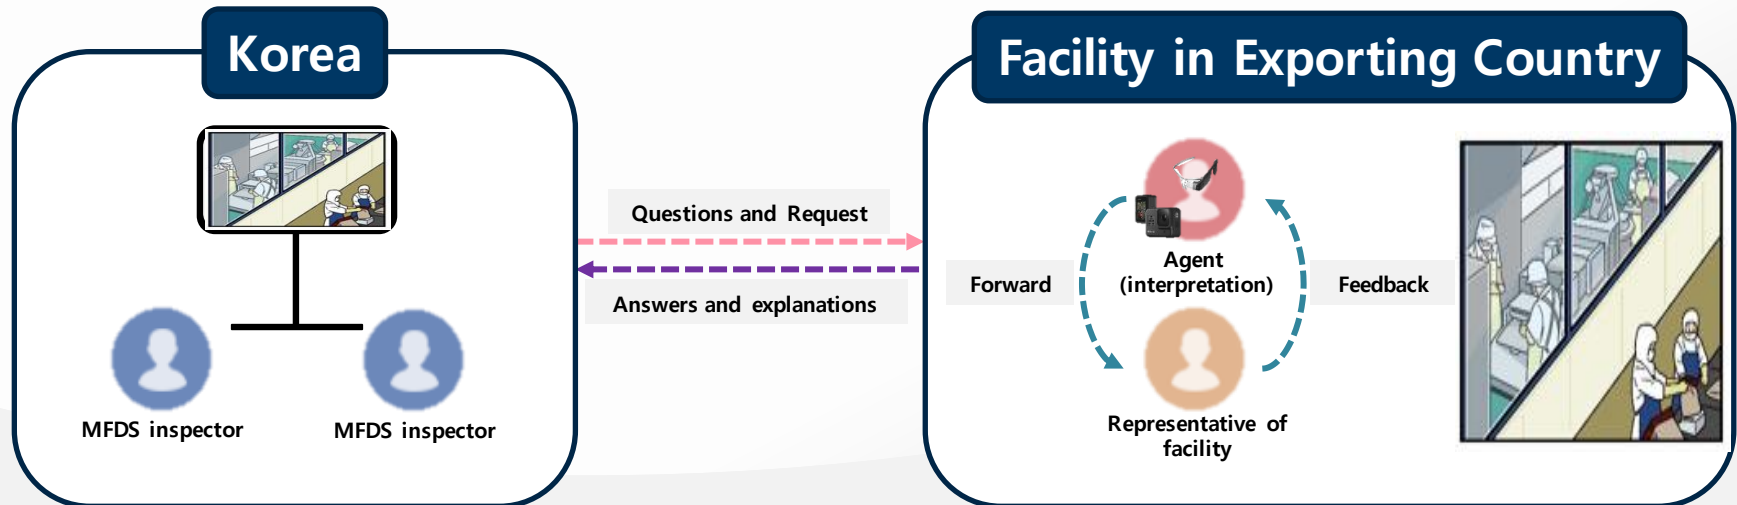 Korea
MFDS inspector
MFDS inspector
Questions and Request
Answers and explanations
Facility in Exporting Country
Forward
Agent
(interpretation)
Feedback
Representative of
facility